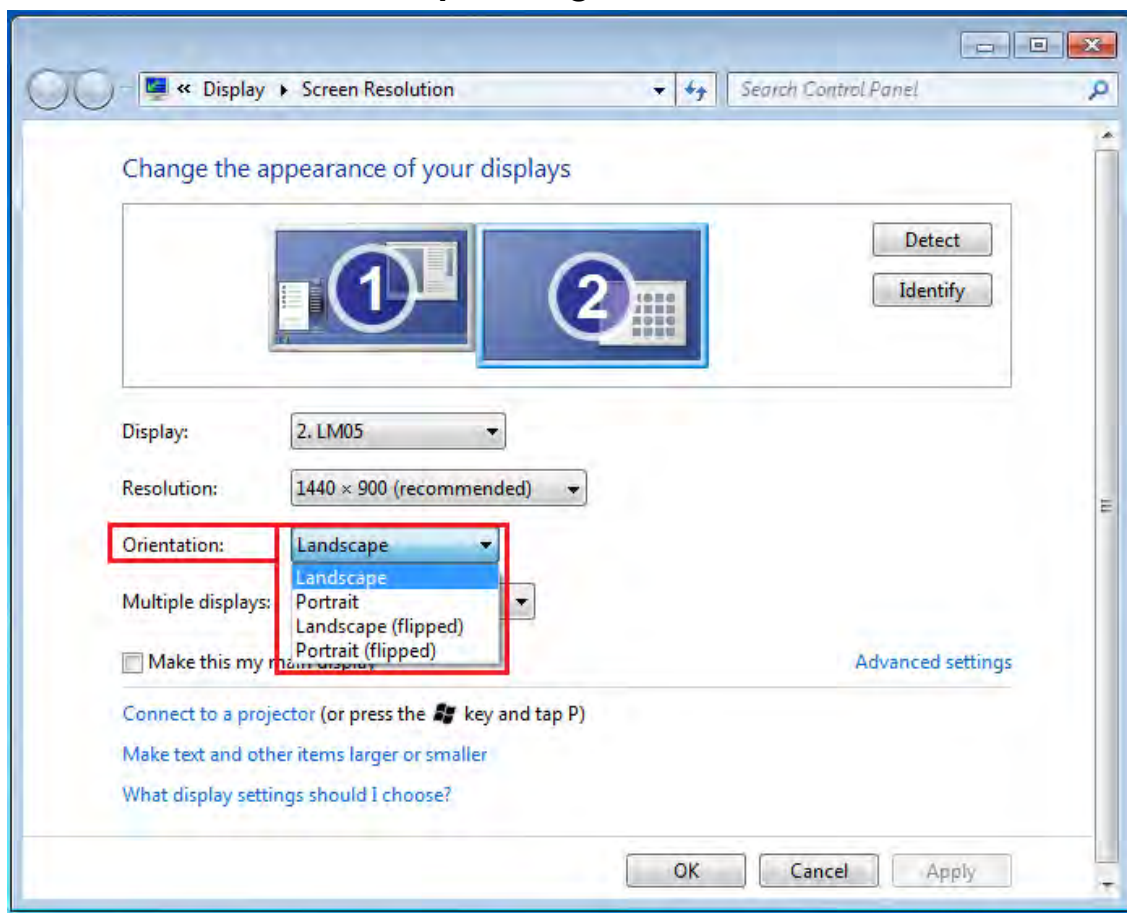 « Display ▸ Screen Resolution
Search Control Panel
Change the appearance of your displays
1
2
Detect
Identify
Display: 2. LM05
Resolution: 1440 × 900 (recommended)
Orientation: Landscape
Landscape
Multiple displays: Portrait
Landscape (flipped)
Portrait (flipped)
Make this my main display
Advanced settings
Connect to a projector (or press the key and tap P)
Make text and other items larger or smaller
What display settings should I choose?
OK Cancel Apply